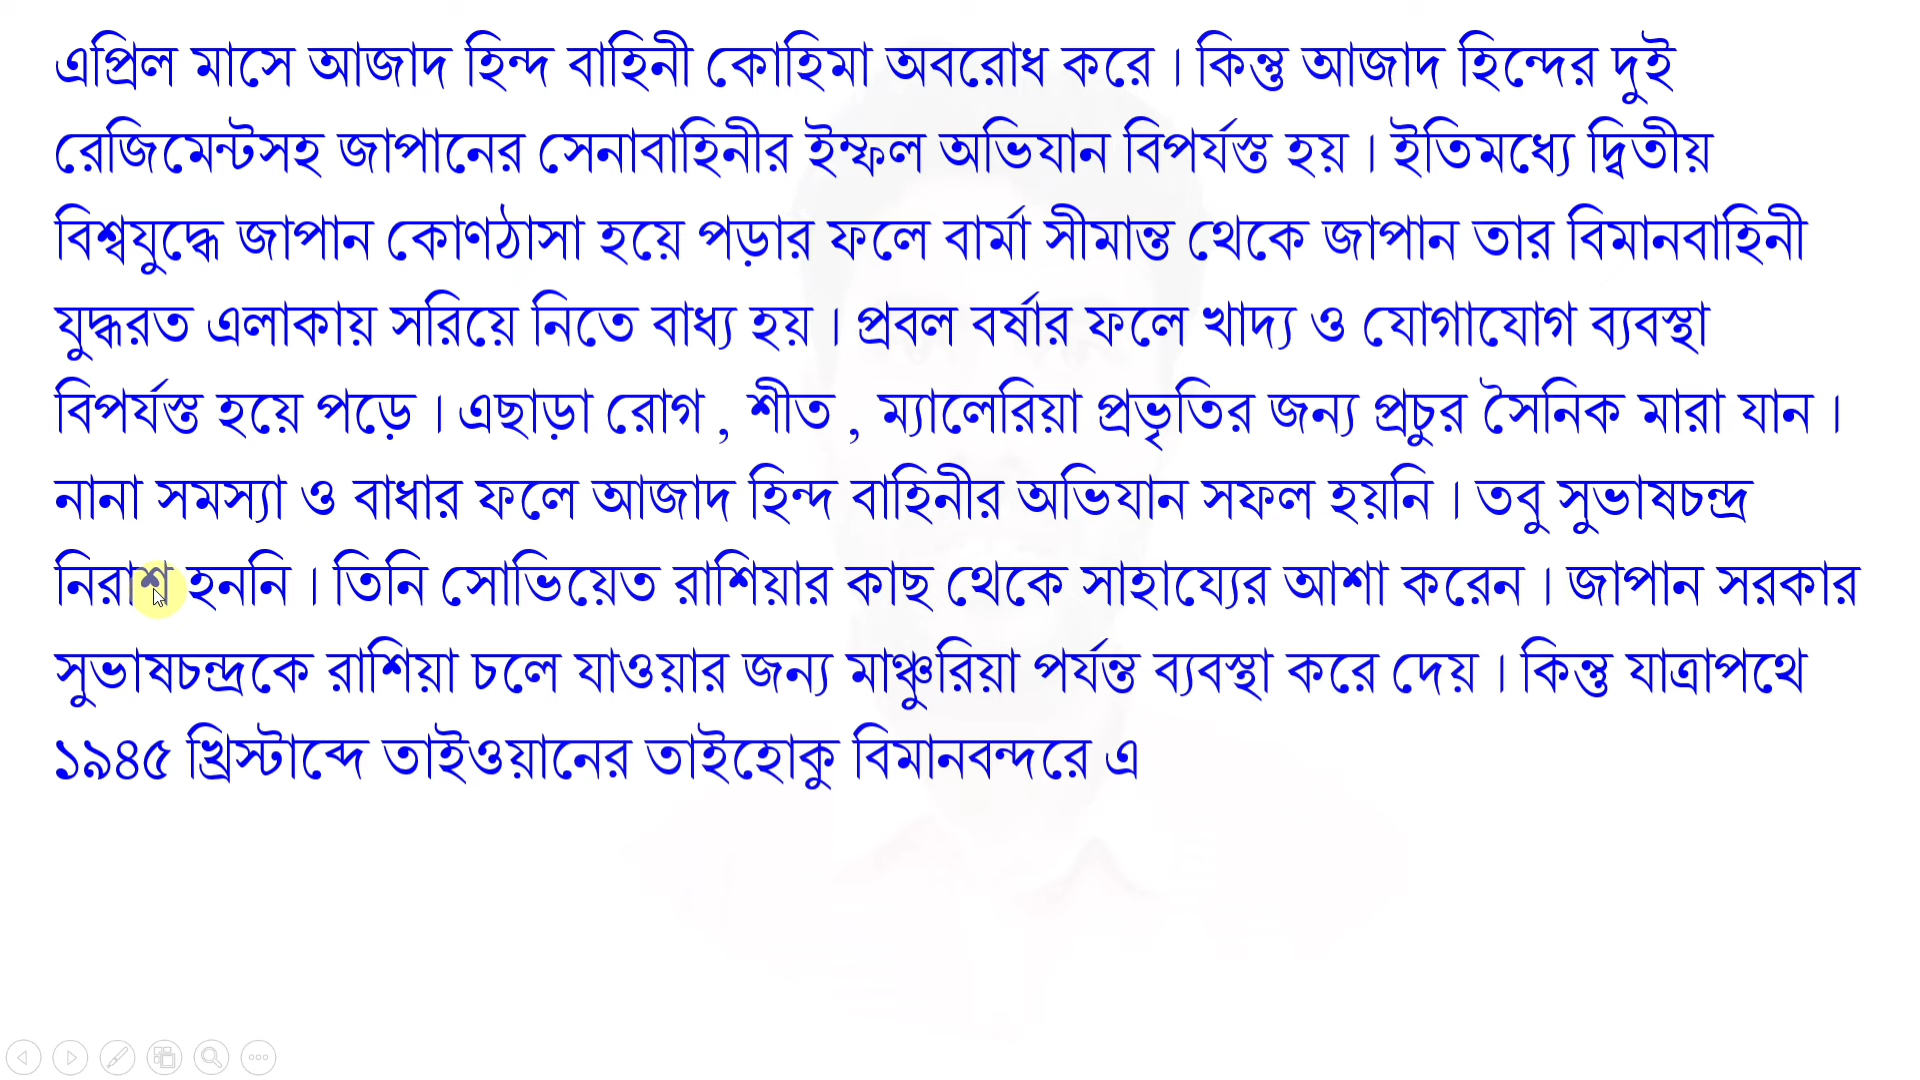 এপ্রিল মাসে আজাদ হিন্দ বাহিনী কোহিমা অবরোধ করে । কিন্তু আজাদ হিন্দের দুই
রেজিমেন্টসহ জাপানের সেনাবাহিনীর ইম্ফল অভিযান বিপর্যস্ত হয় । ইতিমধ্যে দ্বিতীয়
বিশ্বযুদ্ধে জাপান কোণঠাসা হয়ে পড়ার ফলে বার্মা সীমান্ত থেকে জাপান তার বিমানবাহিনী
যুদ্ধরত এলাকায় সরিয়ে নিতে বাধ্য হয় । প্রবল বর্ষার ফলে খাদ্য ও যোগাযোগ ব্যবস্থা
বিপর্যস্ত হয়ে পড়ে । এছাড়া রোগ , শীত , ম্যালেরিয়া প্রভৃতির জন্য প্রচুর সৈনিক মারা যান ।
নানা সমস্যা ও বাধার ফলে আজাদ হিন্দ বাহিনীর অভিযান সফল হয়নি । তবু সুভাষচন্দ্র
নিরাশ হননি । তিনি সোভিয়েত রাশিয়ার কাছ থেকে সাহায্যের আশা করেন । জাপান সরকার
সুভাষচন্দ্রকে রাশিয়া চলে যাওয়ার জন্য মাঞ্চুরিয়া পর্যন্ত ব্যবস্থা করে দেয় । কিন্তু যাত্রাপথে
১৯৪৫ খ্রিস্টাব্দে তাইওয়ানের তাইহোকু বিমানবন্দরে এ